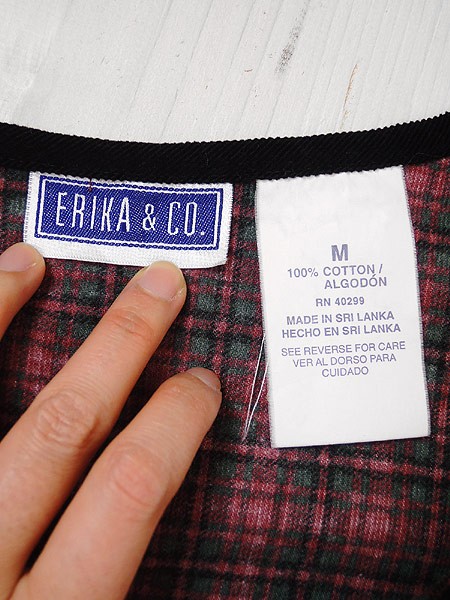 ERIKA & CO.
M
100% COTTON /
ALGODÓN
RN 40299
MADE IN SRI LANKA
HECHO EN SRI LANKA
SEE REVERSE FOR CARE
VER AL DORSO PARA
CUIDADO